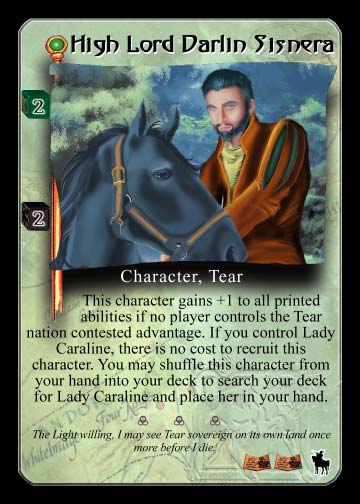 High Lord Darlin Sisnera
2
2
Character, Tear
This character gains +1 to all printed
abilities if no player controls the Tear
nation contested advantage. If you control Lady
Caraline, there is no cost to recruit this
character. You may shuffle this character from
your hand into your deck to search your deck
for Lady Caraline and place her in your hand.
The Light willing, I may see Tear sovereign on its own land once
more before I die.